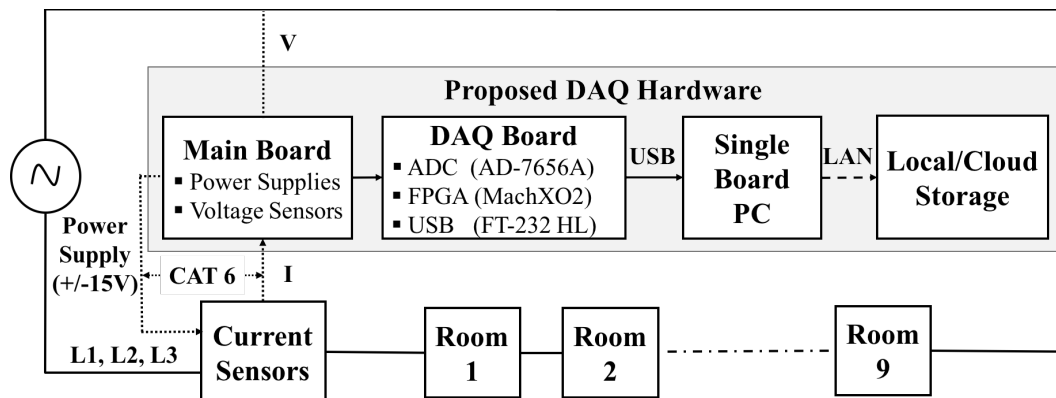 V
Proposed DAQ Hardware
Main Board
▪ Power Supplies
▪ Voltage Sensors
DAQ Board
▪ ADC (AD-7656A)
▪ FPGA (MachXO2)
▪ USB (FT-232 HL)
USB
Single
Board
PC
LAN
Local/Cloud
Storage
Power
Supply
(+/-15V)
CAT 6
I
L1, L2, L3
Current
Sensors
Room
1
Room
2
Room
9